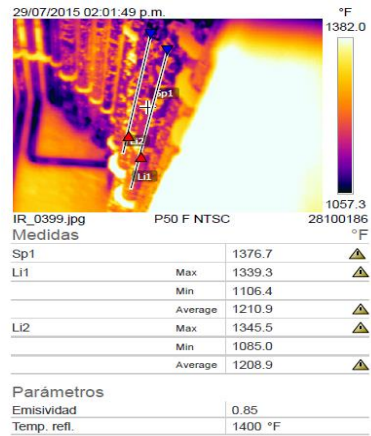 29/07/2015 02:01:49 p.m. °F
1382.0
Sp1
Li2
Li1
1057.3
IR_0399.jpg P50 F NTSC 28100186
Medidas °F
Sp1 1376.7
Li1 Max 1339.3
Min 1106.4
Average 1210.9
Li2 Max 1345.5
Min 1085.0
Average 1208.9
Parámetros
Emisividad 0.85
Temp. refl. 1400 °F